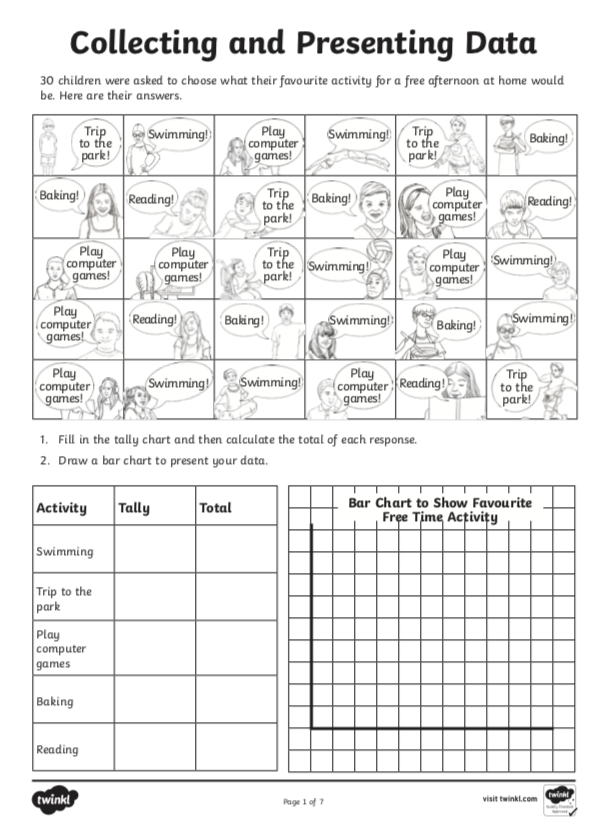 Collecting and Presenting Data
30 children were asked to choose what their favourite activity for a free afternoon at home would
be. Here are their answers.
Trip
to the
park!
Swimming!
Play
computer
games!
Swimming!
Trip
to the
park!
Baking!
Baking!
Reading!
Trip
to the
park!
Baking!
Play
computer
games!
Reading!
Play
computer
games!
Play
computer
games!
Trip
to the
park!
Swimming!
Play
computer
games!
Swimming!
Play
computer
games!
Reading!
Baking!
Swimming!
Baking!
Swimming!
Play
computer
games!
Swimming!
Swimming!
Play
computer
games!
Reading!
Trip
to the
park!
1. Fill in the tally chart and then calculate the total of each response.
2. Draw a bar chart to present your data.
Activity Tally Total
Swimming
Trip to the
park
Play
computer
games
Baking
Reading
Bar Chart to Show Favourite
Free Time Activity
twinkl
Page 1 of 7
visit twinkl.com
twinkl